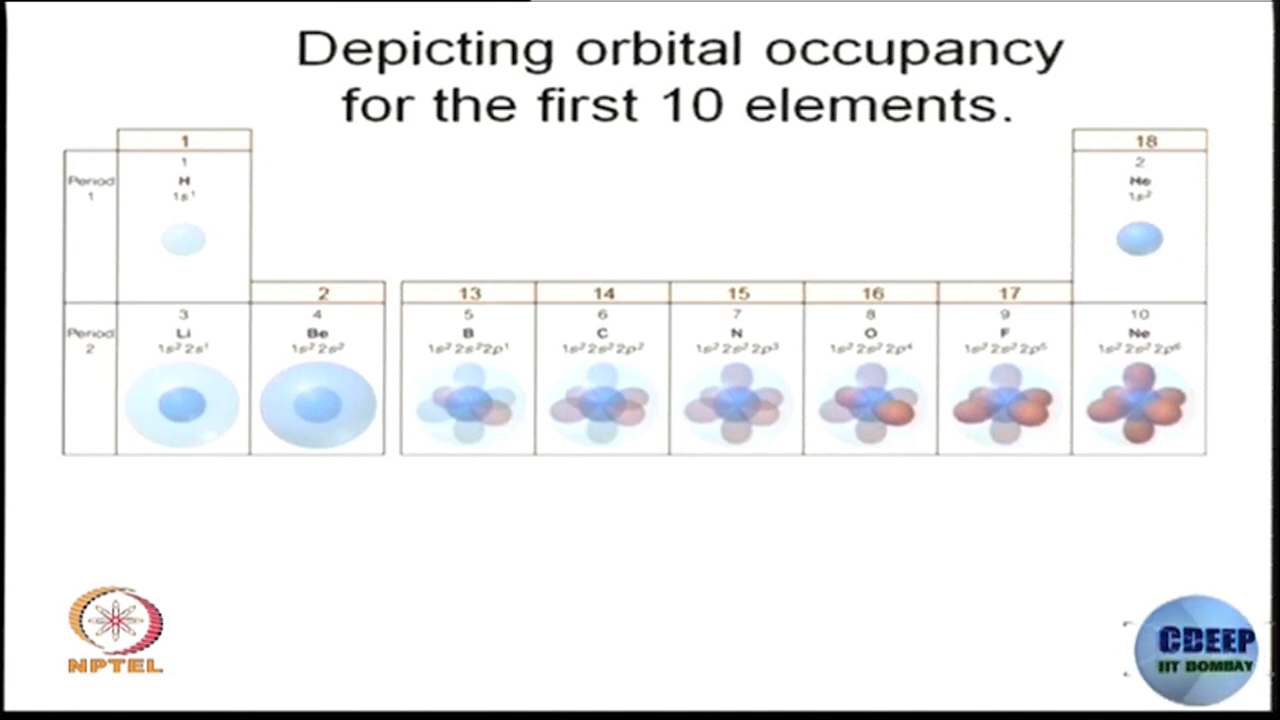 Depicting orbital occupancy
for the first 10 elements.
1
18
Period
1
1
H
1s¹
2
He
1s²
2
13
14
15
16
17
Period
2
3
Li
1s² 2s¹
4
Be
1s² 2s²
5
B
1s² 2s² 2p¹
6
C
1s² 2s² 2p²
7
N
1s² 2s² 2p³
8
O
1s² 2s² 2p⁴
9
F
1s² 2s² 2p⁵
10
Ne
1s² 2s² 2p⁶
NPTEL
CDEEP
IIT BOMBAY